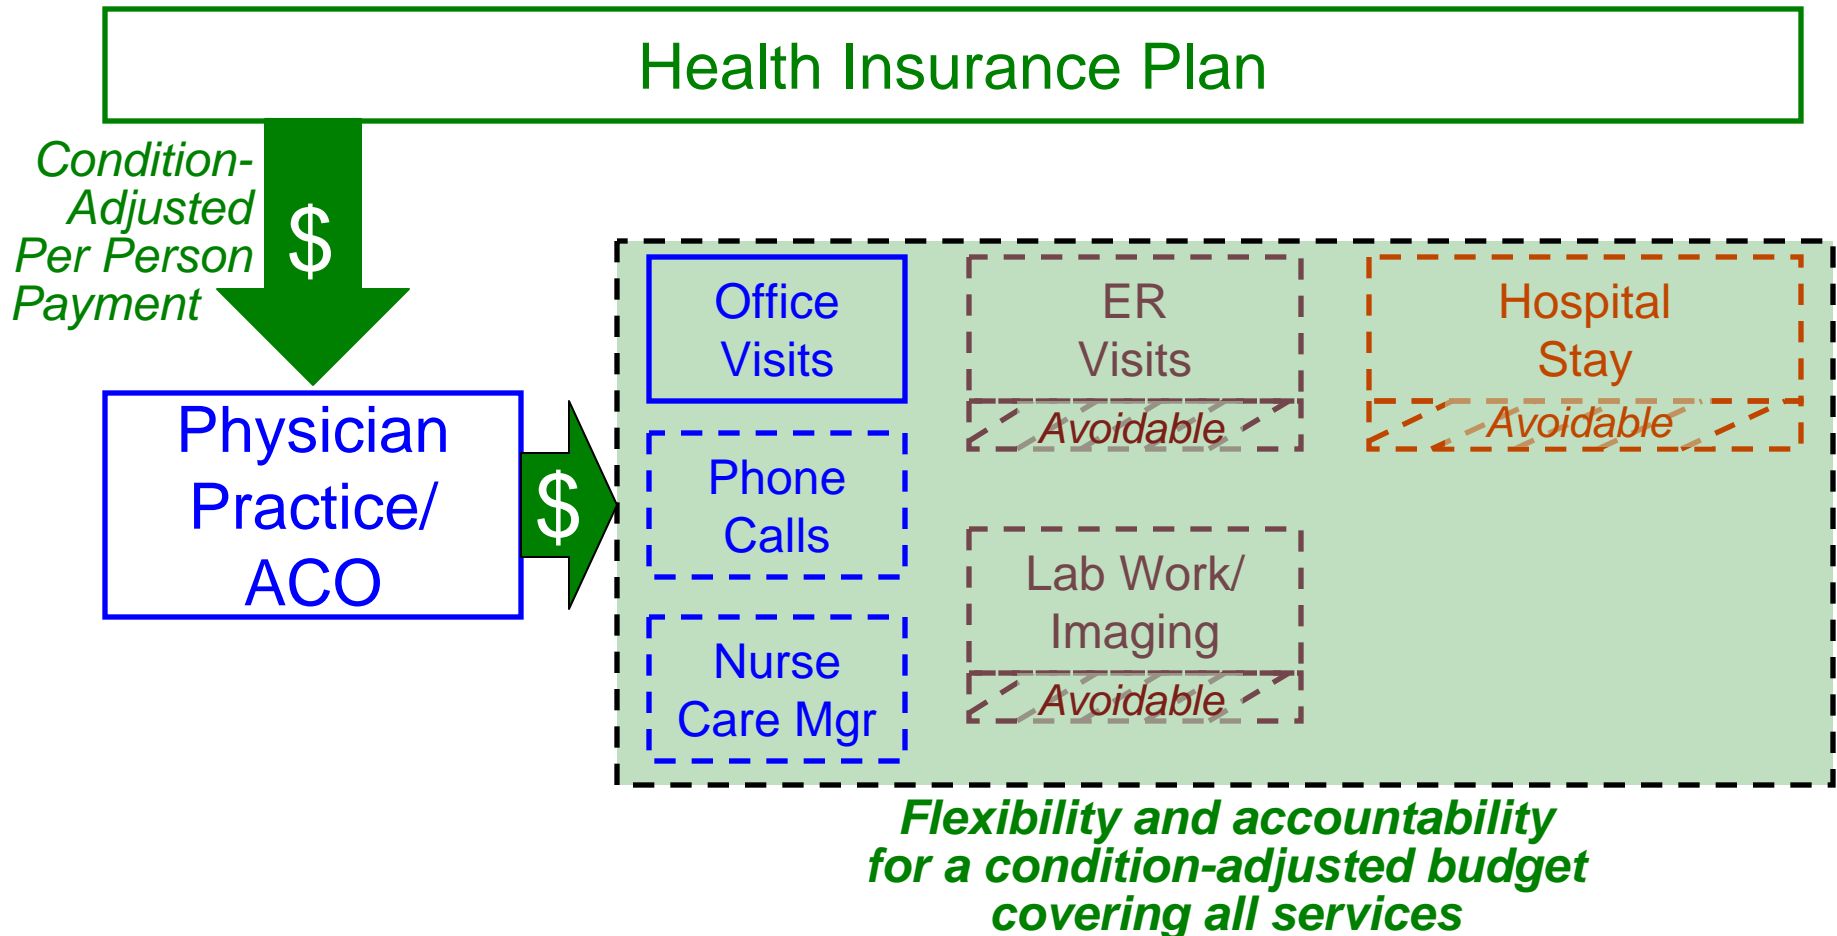 Health Insurance Plan
Condition-
Adjusted
Per Person
Payment
$
Physician
Practice/
ACO
$
Office
Visits
Phone
Calls
Nurse
Care Mgr
ER
Visits
Avoidable
Lab Work/
Imaging
Avoidable
Hospital
Stay
Avoidable
Flexibility and accountability
for a condition-adjusted budget
covering all services